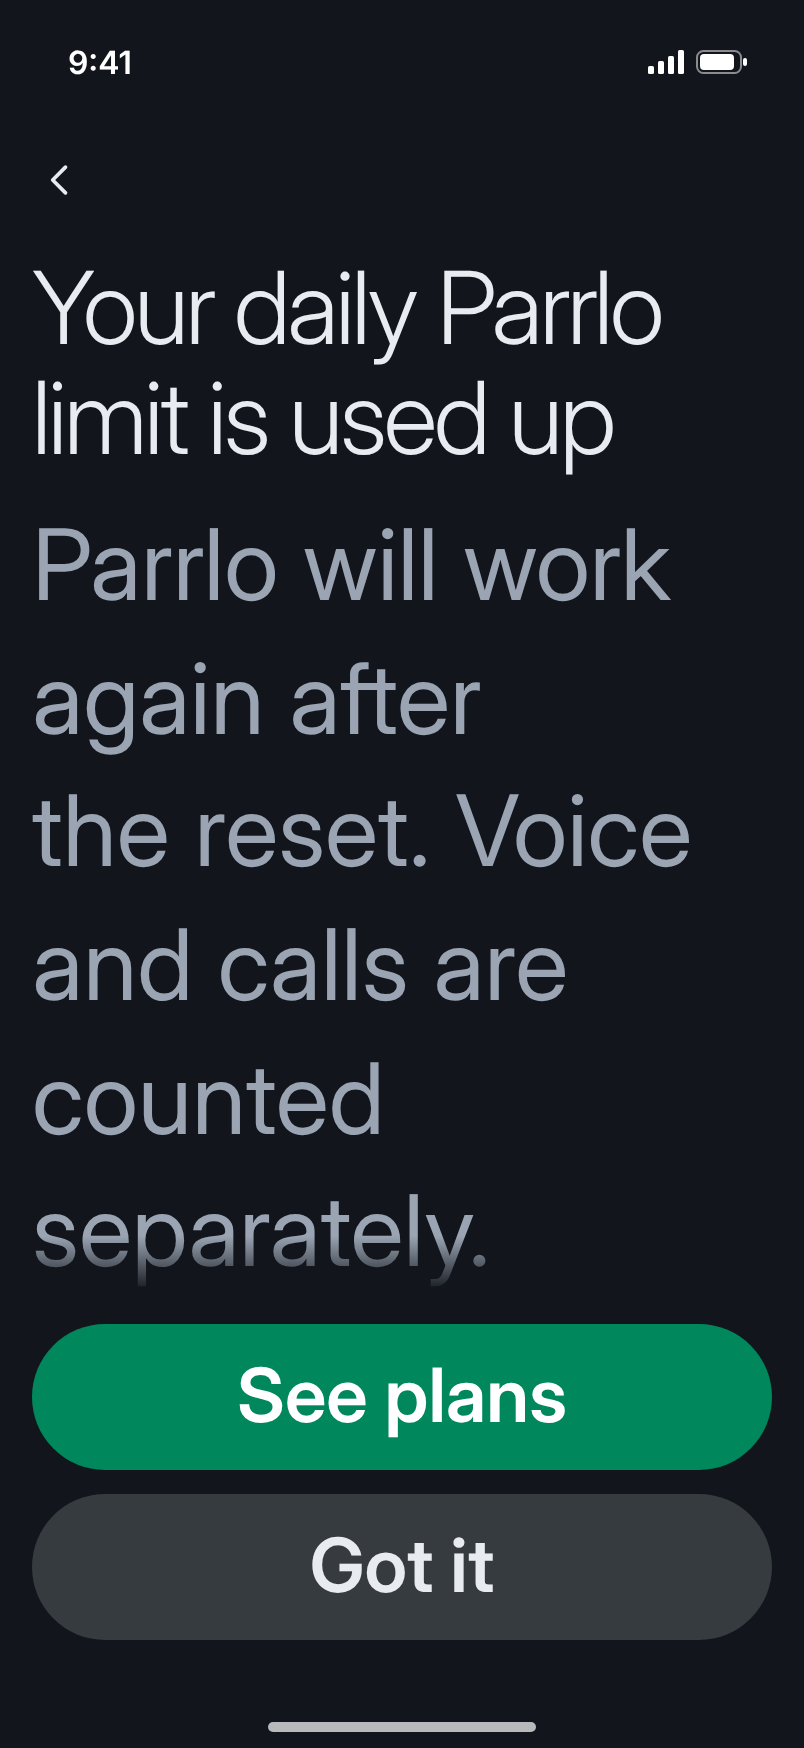 9:41
Your daily Parrlo
limit is used up
Parrlo will work
again after
the reset. Voice
and calls are
counted
separately.
See plans
Got it